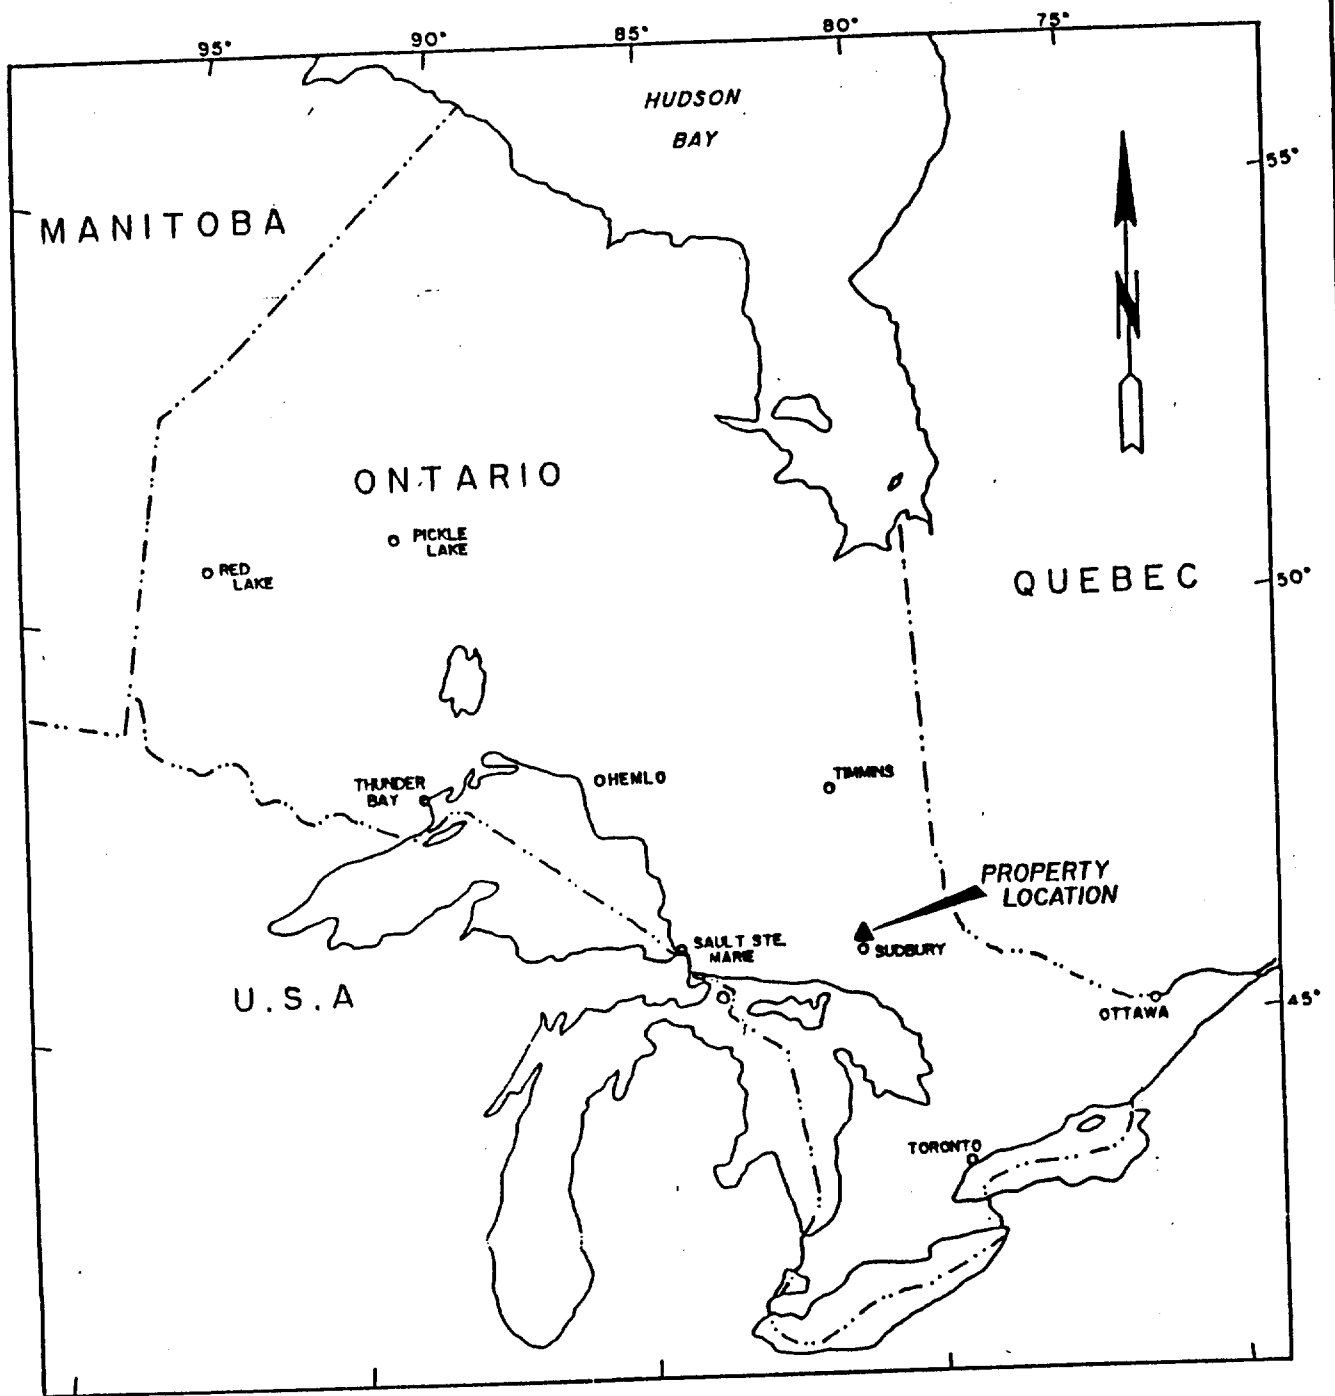 95°
90°
85°
80°
75°
HUDSON
BAY
55°
MANITOBA
N
ONTARIO
PICKLE
LAKE
RED
LAKE
QUEBEC
50°
THUNDER
BAY
HEMLO
TIMMINS
PROPERTY
LOCATION
SAULT STE.
MARIE
SUDBURY
U.S.A
OTTAWA
45°
TORONTO